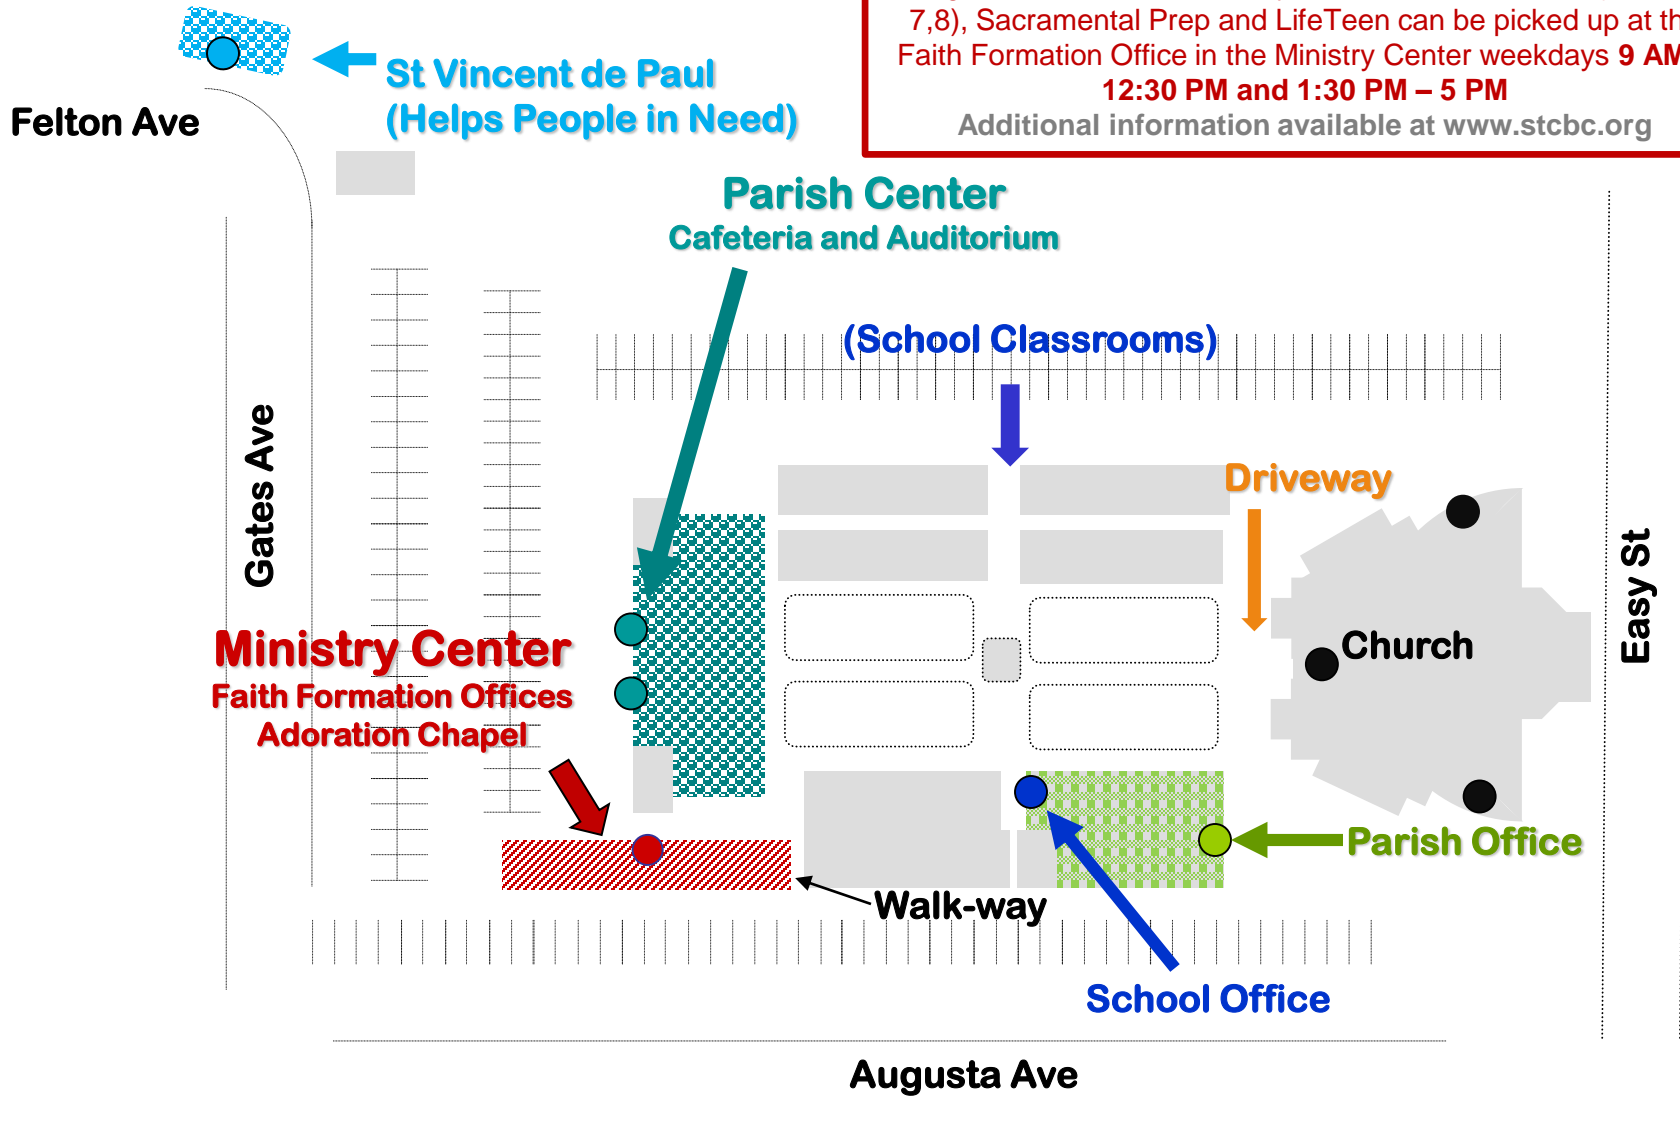 7,8), Sacramental Prep and LifeTeen can be picked up at
Faith Formation Office in the Ministry Center weekdays 9
12:30 PM and 1:30 PM – 5 PM
Additional information available at www.stcbc.org
St Vincent de Paul
(Helps People in Need)
Felton Ave
Parish Center
Cafeteria and Auditorium
(School Classrooms)
Driveway
Gates Ave
Easy St
Ministry Center
Faith Formation Offices
Adoration Chapel
Church
Parish Office
Walk-way
School Office
Augusta Ave